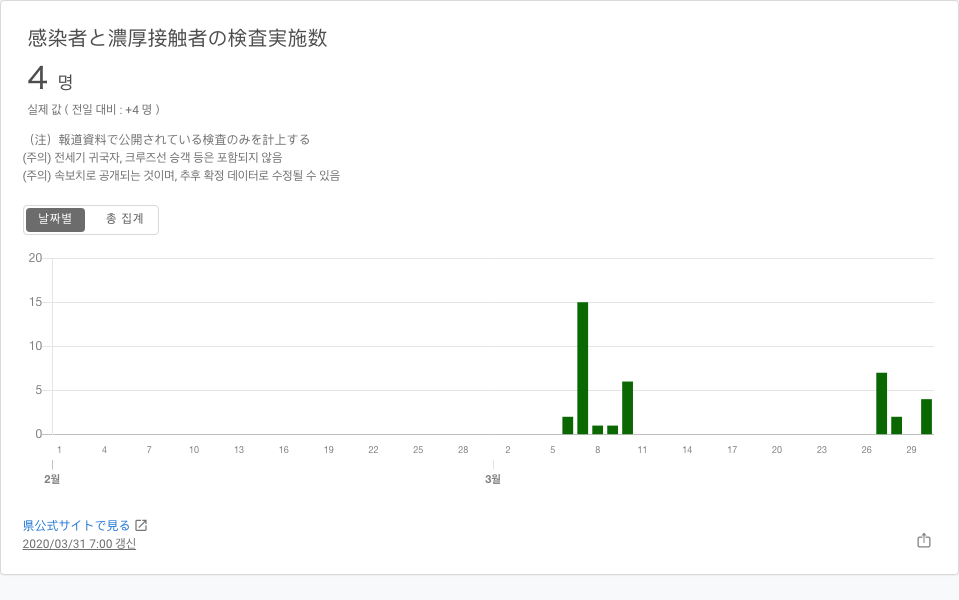 感染者と濃厚接触者の検査実施数
4 명
실제 값 ( 전일 대비 : +4 명 )
（注）報道資料で公開されている検査のみを計上する
(주의) 전세기 귀국자, 크루즈선 승객 등은 포함되지 않음
(주의) 속보치로 공개되는 것이며, 추후 확정 데이터로 수정될 수 있음
날짜별 총 집계
20
15
10
5
0
1 4 7 10 13 16 19 22 25 28 2 5 8 11 14 17 20 23 26 29
2월 3월
県公式サイトで見る
2020/03/31 7:00 갱신